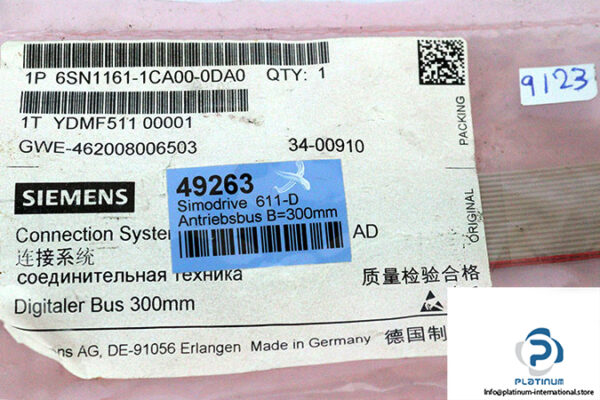 1P 6SN1161-1CA00-0DA0 QTY: 1
9123
1T YDMF511 00001
GWE-462008006503 34-00910
ORIGINAL PACKING
SIEMENS
49263
Simodrive 611-D
Antriebsbus B=300mm
Connection Syste AD
连接系统
соединительная техника
质量检验合格
Digitaler Bus 300mm
ns AG, DE-91056 Erlangen Made in Germany 德国制
PLATINUM
Info@platinum-international.store